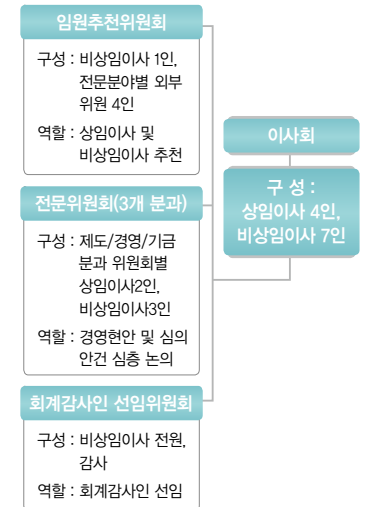 임원추천위원회
구성 : 비상임이사 1인,
전문분야별 외부
위원 4인
역할 : 상임이사 및
비상임이사 추천
전문위원회(3개 분과)
구성 : 제도/경영/기금
분과 위원회별
상임이사2인,
비상임이사3인
역할 : 경영현안 및 심의
안건 심층 논의
회계감사인 선임위원회
구성 : 비상임이사 전원,
감사
역할 : 회계감사인 선임
이사회
구 성 :
상임이사 4인,
비상임이사 7인